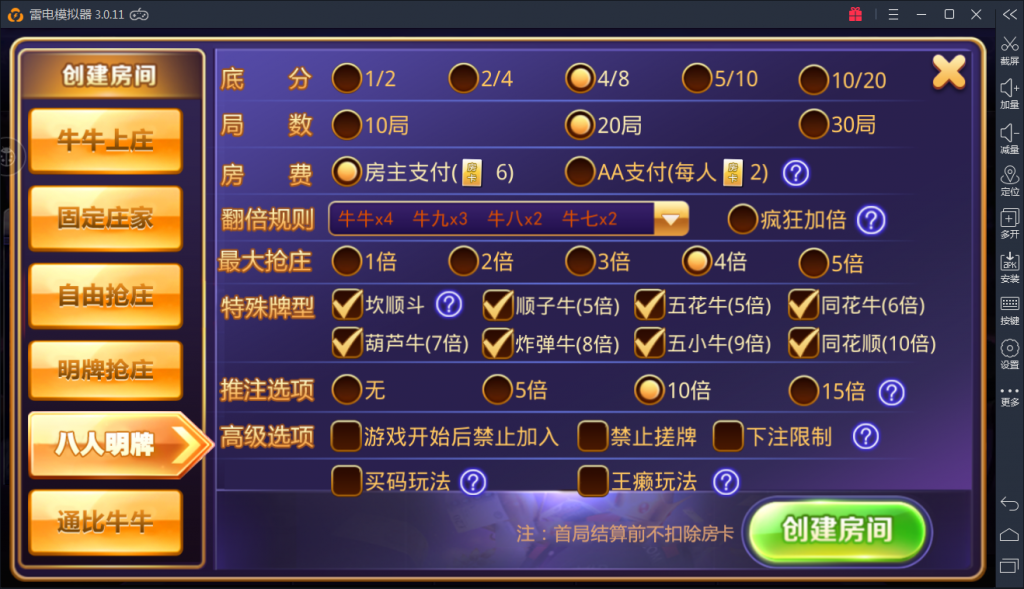 雷电模拟器 3.0.11
创建房间
牛牛上庄
固定庄家
自由抢庄
明牌抢庄
八人明牌
通比牛牛
底 分 1/2 2/4 4/8 5/10 10/20
局 数 10局 20局 30局
房 费 房主支付(房卡 6) AA支付(每人房卡 2) ?
翻倍规则 牛牛x4 牛九x3 牛八x2 牛七x2 疯狂加倍 ?
最大抢庄 1倍 2倍 3倍 4倍 5倍
特殊牌型 坎顺斗 ? 顺子牛(5倍) 五花牛(5倍) 同花牛(6倍)
葫芦牛(7倍) 炸弹牛(8倍) 五小牛(9倍) 同花顺(10倍)
推注选项 无 5倍 10倍 15倍 ?
高级选项 游戏开始后禁止加入 禁止搓牌 下注限制 ?
买码玩法 ? 王癞玩法 ?
注：首局结算前不扣除房卡
创建房间
截屏
加量
减量
定位
多开
APK
安装
按键
设置
更多